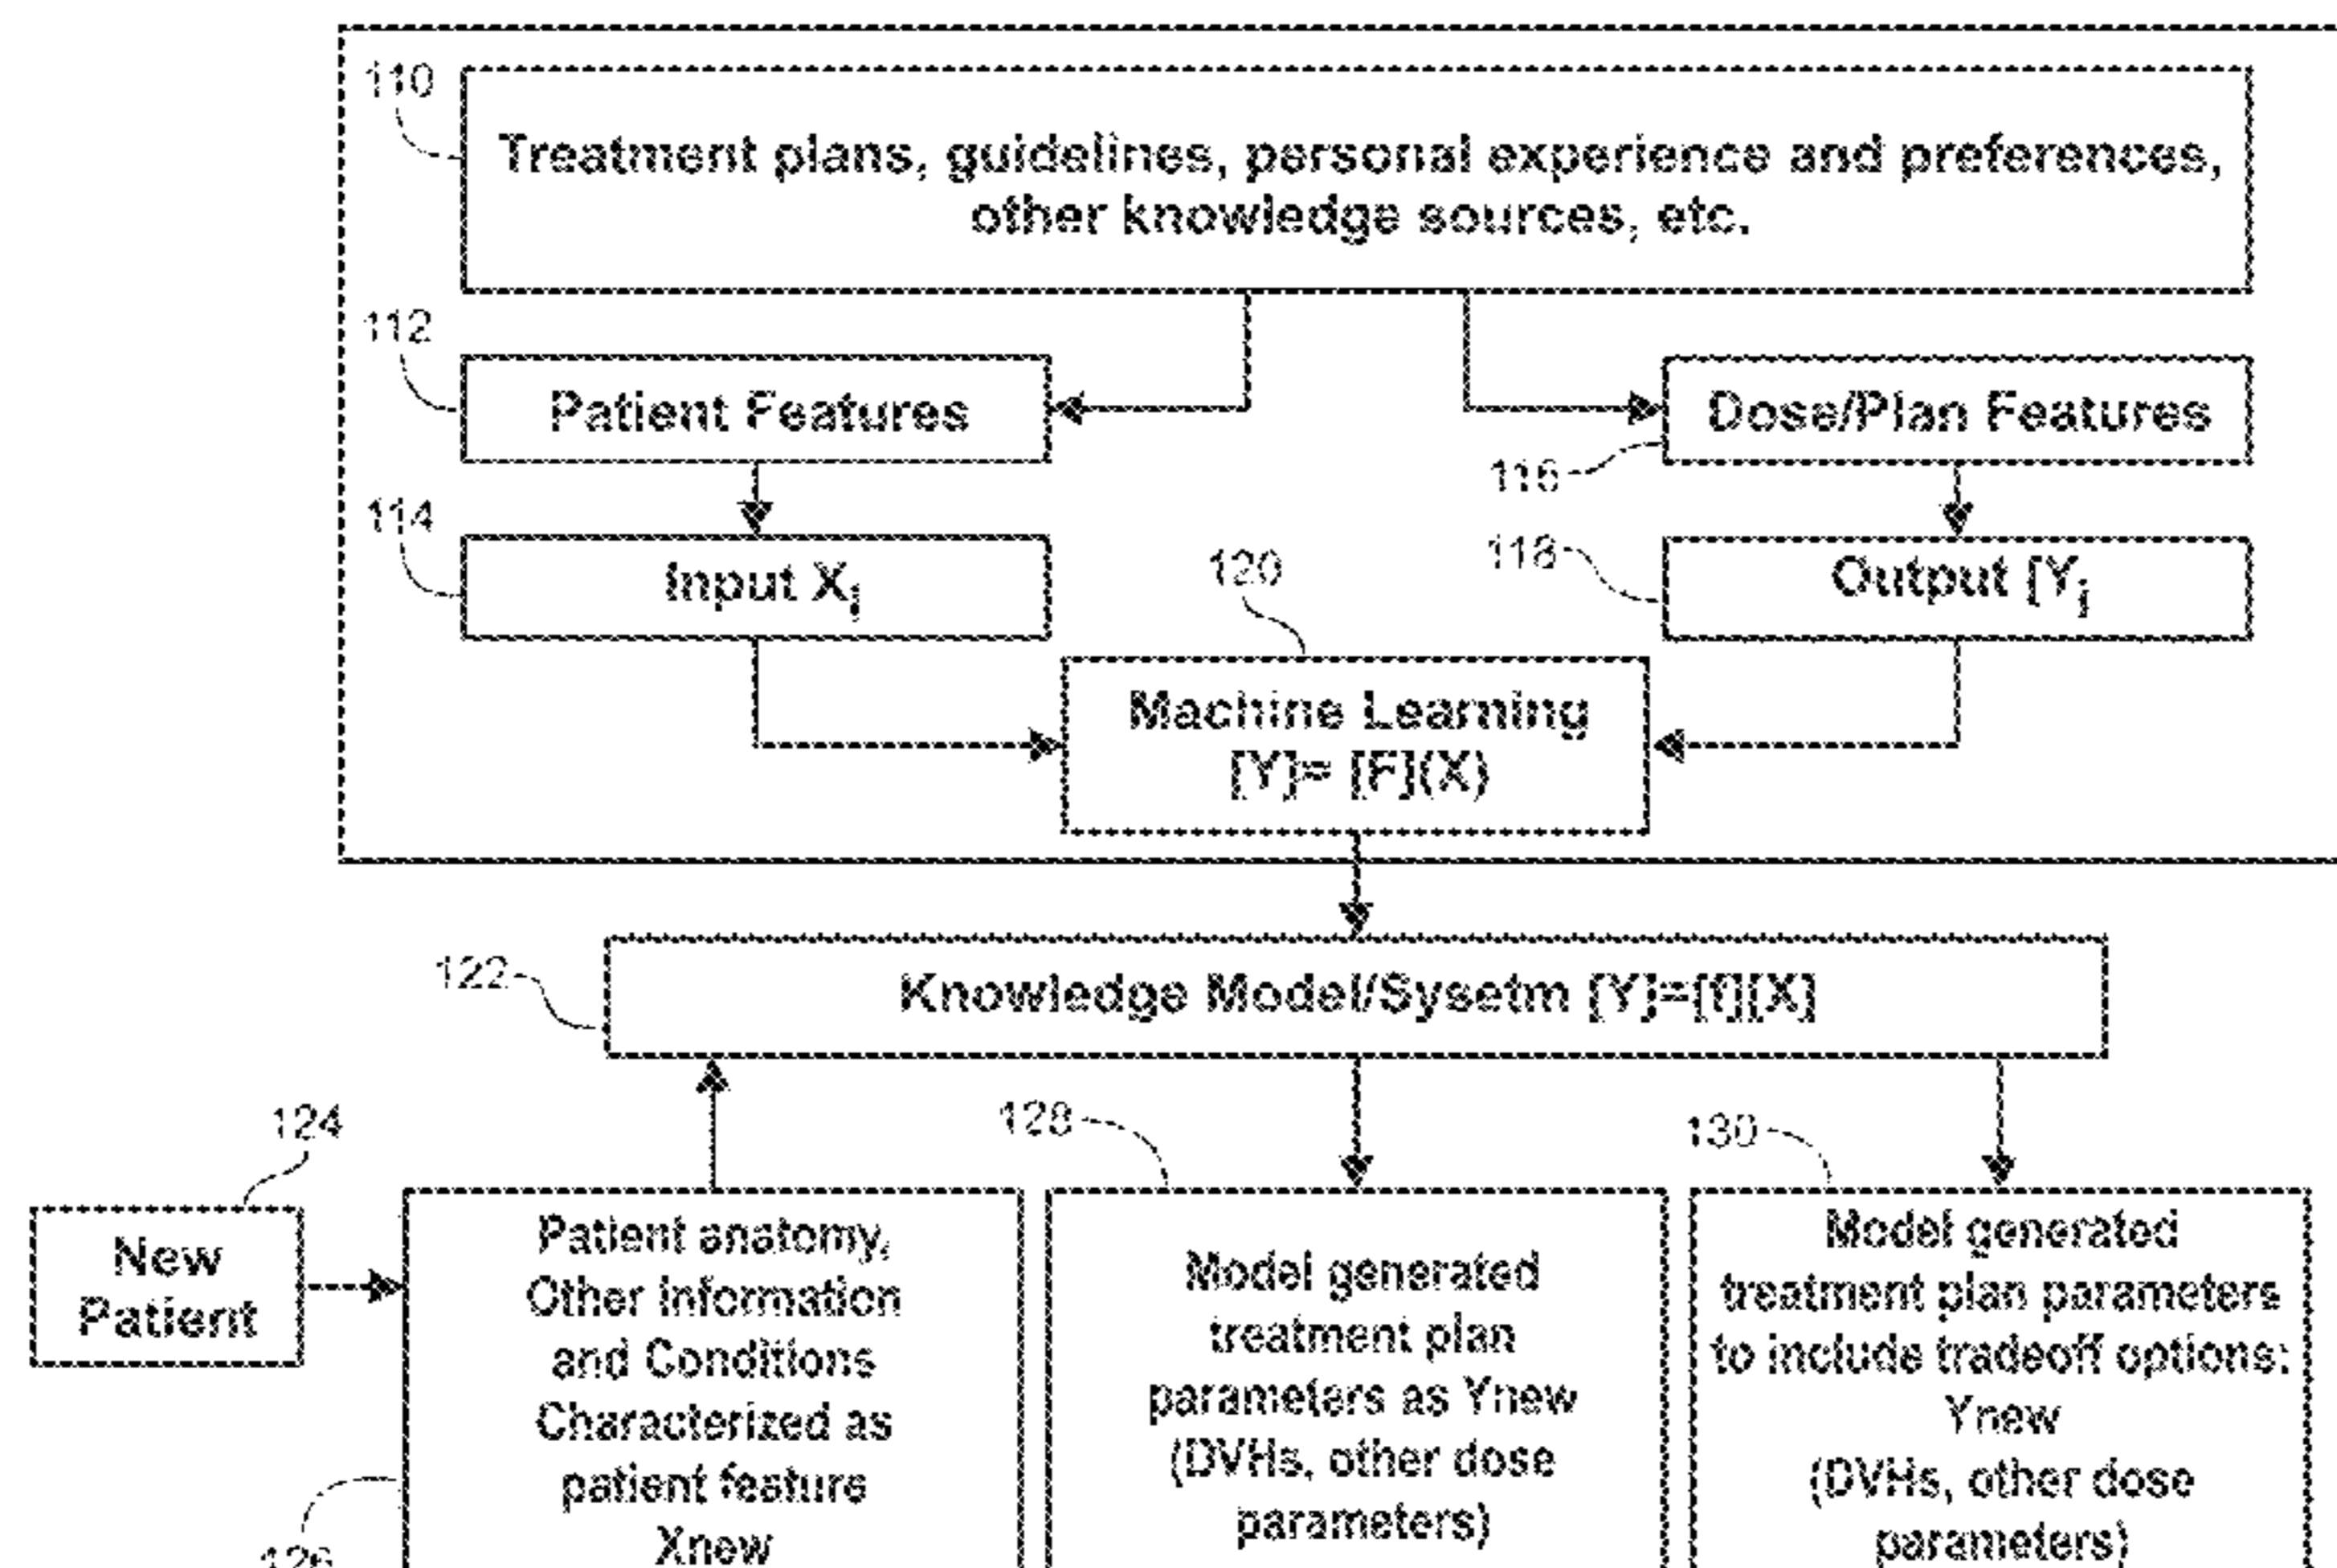 110
Treatment plans, guidelines, personal experience and preferences,
other knowledge sources, etc.
112
Patient Features
Dose/Plan Features
116
114
Input Xj
118
Output [Yj
120
Machine Learning
[Y]= [F](X)
122
Knowledge Model/Sysetm [Y]=[f][X]
124
New
Patient
126
Patient anatomy,
Other Information
and Conditions
Characterized as
patient feature
Xnew
128
Model generated
treatment plan
parameters as Ynew
(DVHs, other dose
parameters)
130
Model generated
treatment plan parameters
to include tradeoff options:
Ynew
(DVHs, other dose
parameters)